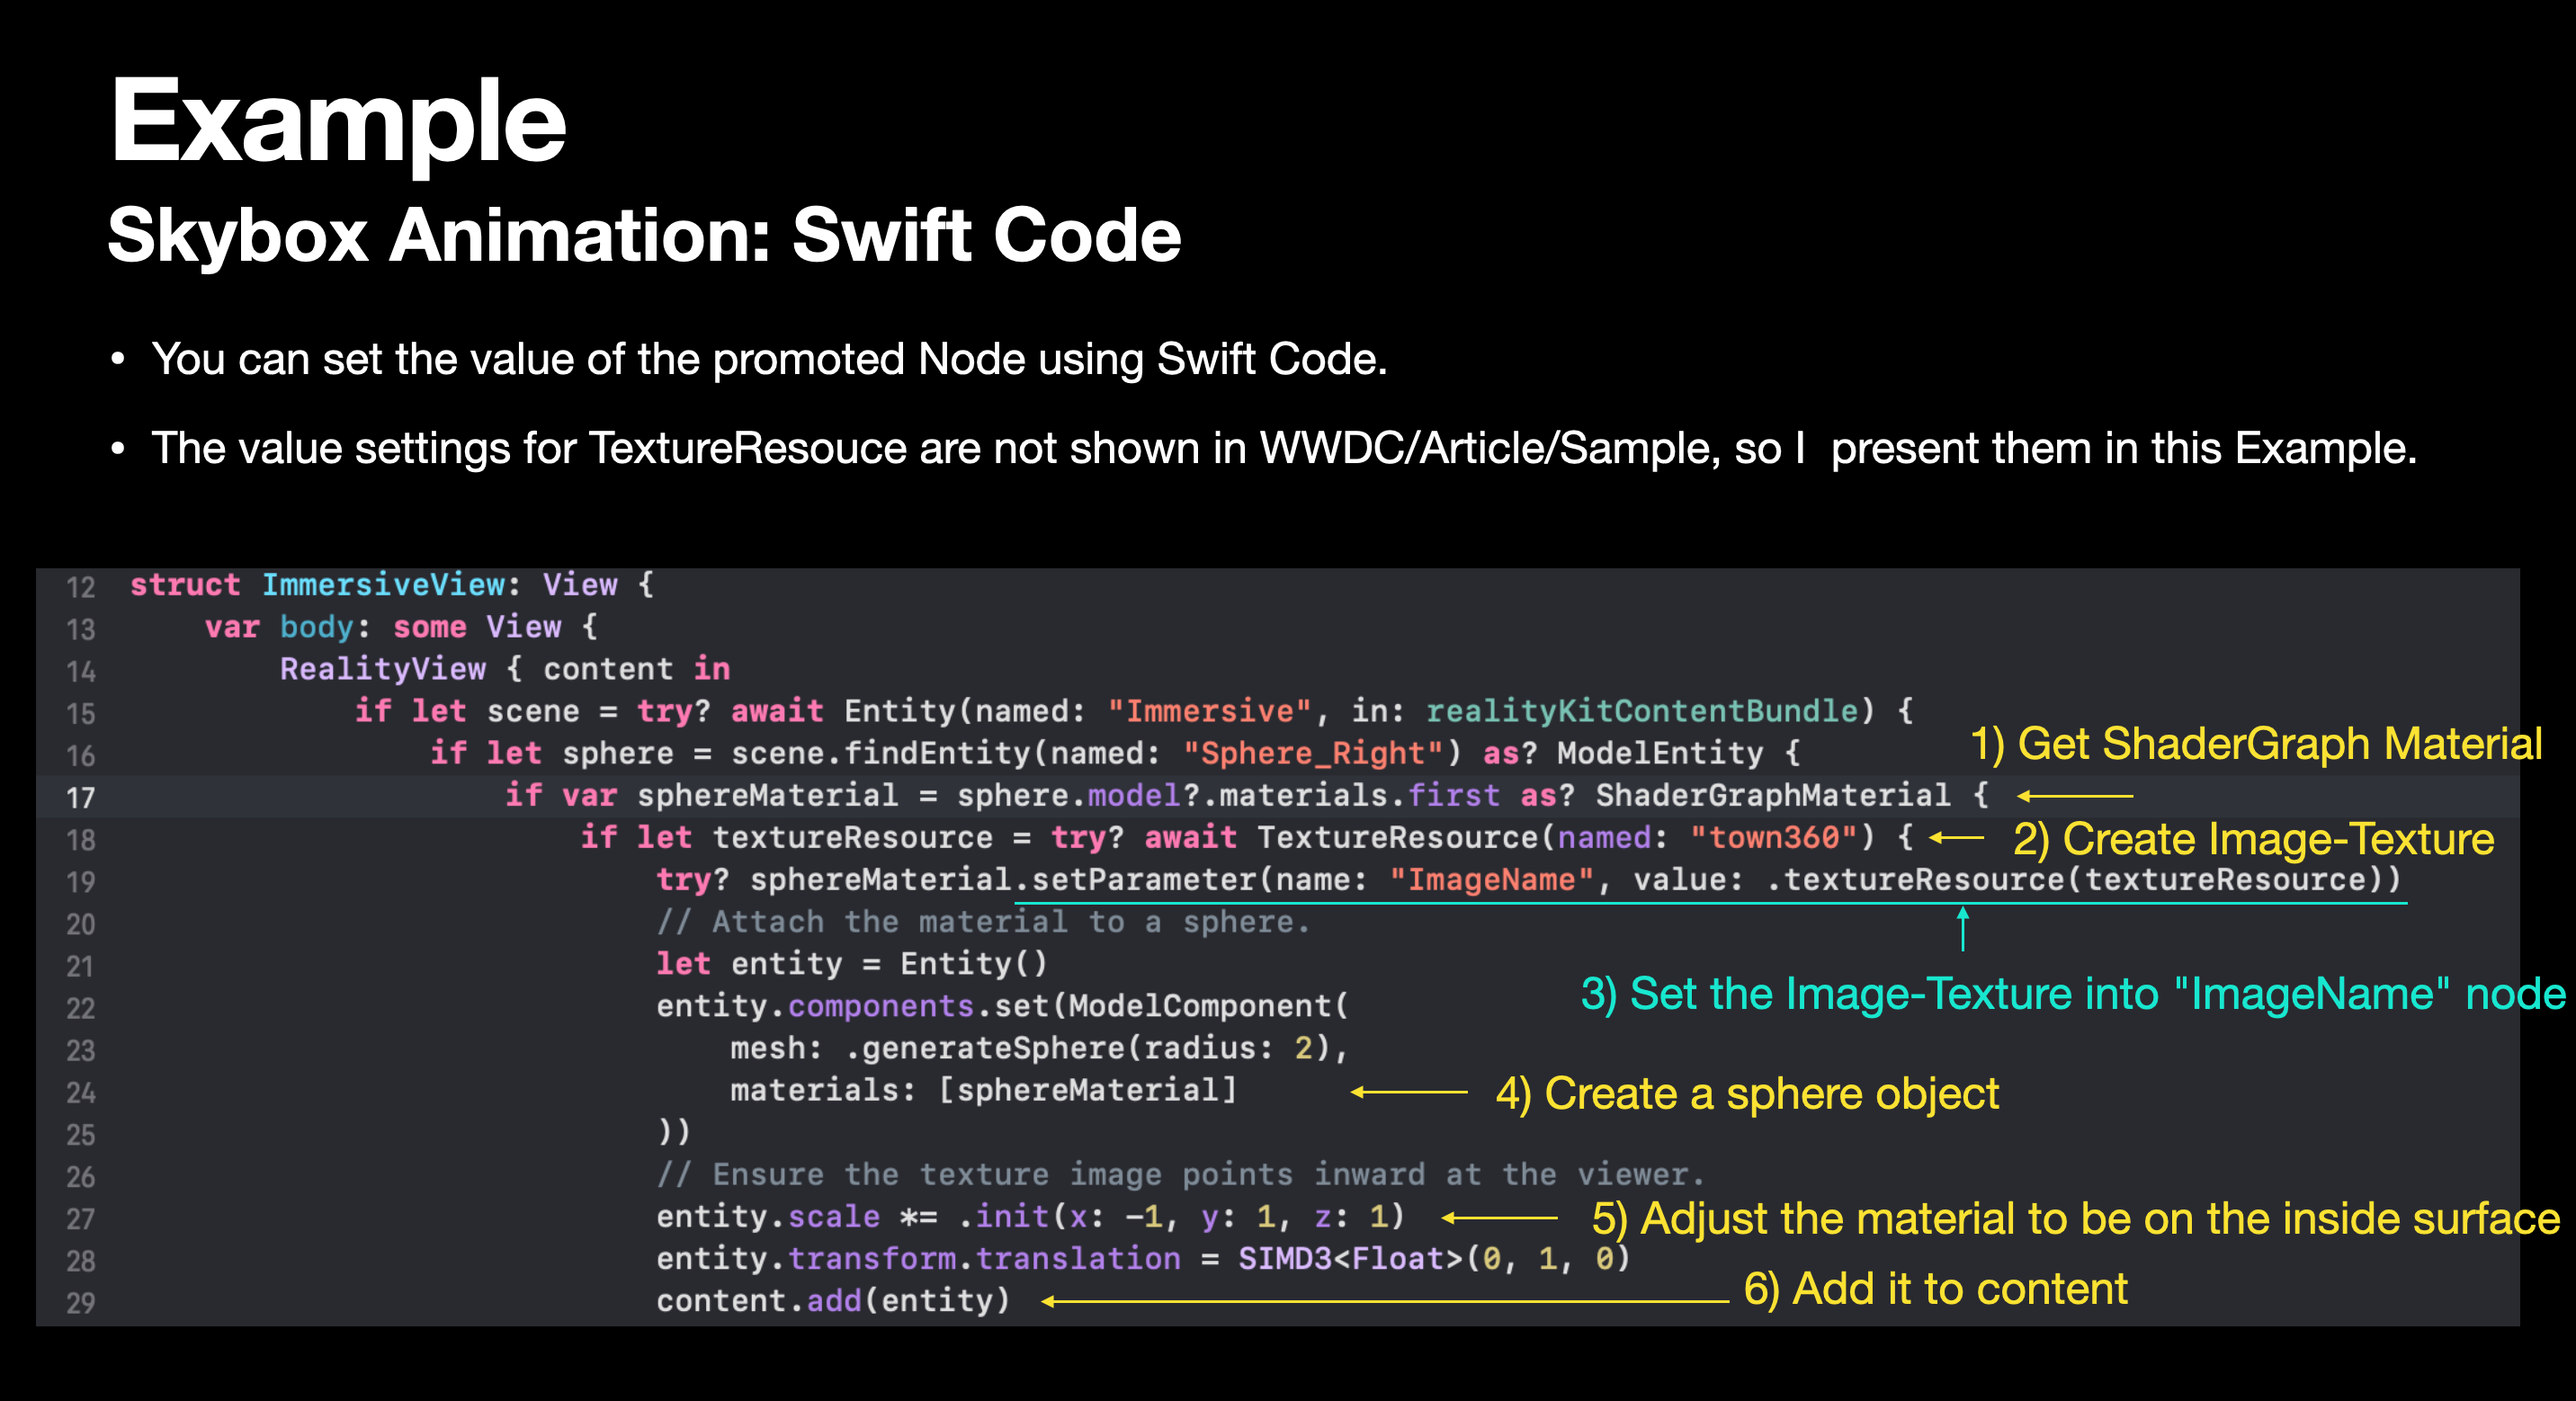 Example
Skybox Animation: Swift Code
• You can set the value of the promoted Node using Swift Code.
• The value settings for TextureResouce are not shown in WWDC/Article/Sample, so I  present them in this Example.
12 struct ImmersiveView: View {
13 var body: some View {
14 RealityView { content in
15 if let scene = try? await Entity(named: "Immersive", in: realityKitContentBundle) {
16 if let sphere = scene.findEntity(named: "Sphere_Right") as? ModelEntity {
1) Get ShaderGraph Material
17 if var sphereMaterial = sphere.model?.materials.first as? ShaderGraphMaterial {
18 if let textureResource = try? await TextureResource(named: "town360") {
2) Create Image-Texture
19 try? sphereMaterial.setParameter(name: "ImageName", value: .textureResource(textureResource))
20 // Attach the material to a sphere.
21 let entity = Entity()
3) Set the Image-Texture into "ImageName" node
22 entity.components.set(ModelComponent(
23 mesh: .generateSphere(radius: 2),
24 materials: [sphereMaterial]
4) Create a sphere object
25 ))
26 // Ensure the texture image points inward at the viewer.
27 entity.scale *= .init(x: -1, y: 1, z: 1)
5) Adjust the material to be on the inside surface
28 entity.transform.translation = SIMD3<Float>(0, 1, 0)
29 content.add(entity)
6) Add it to content